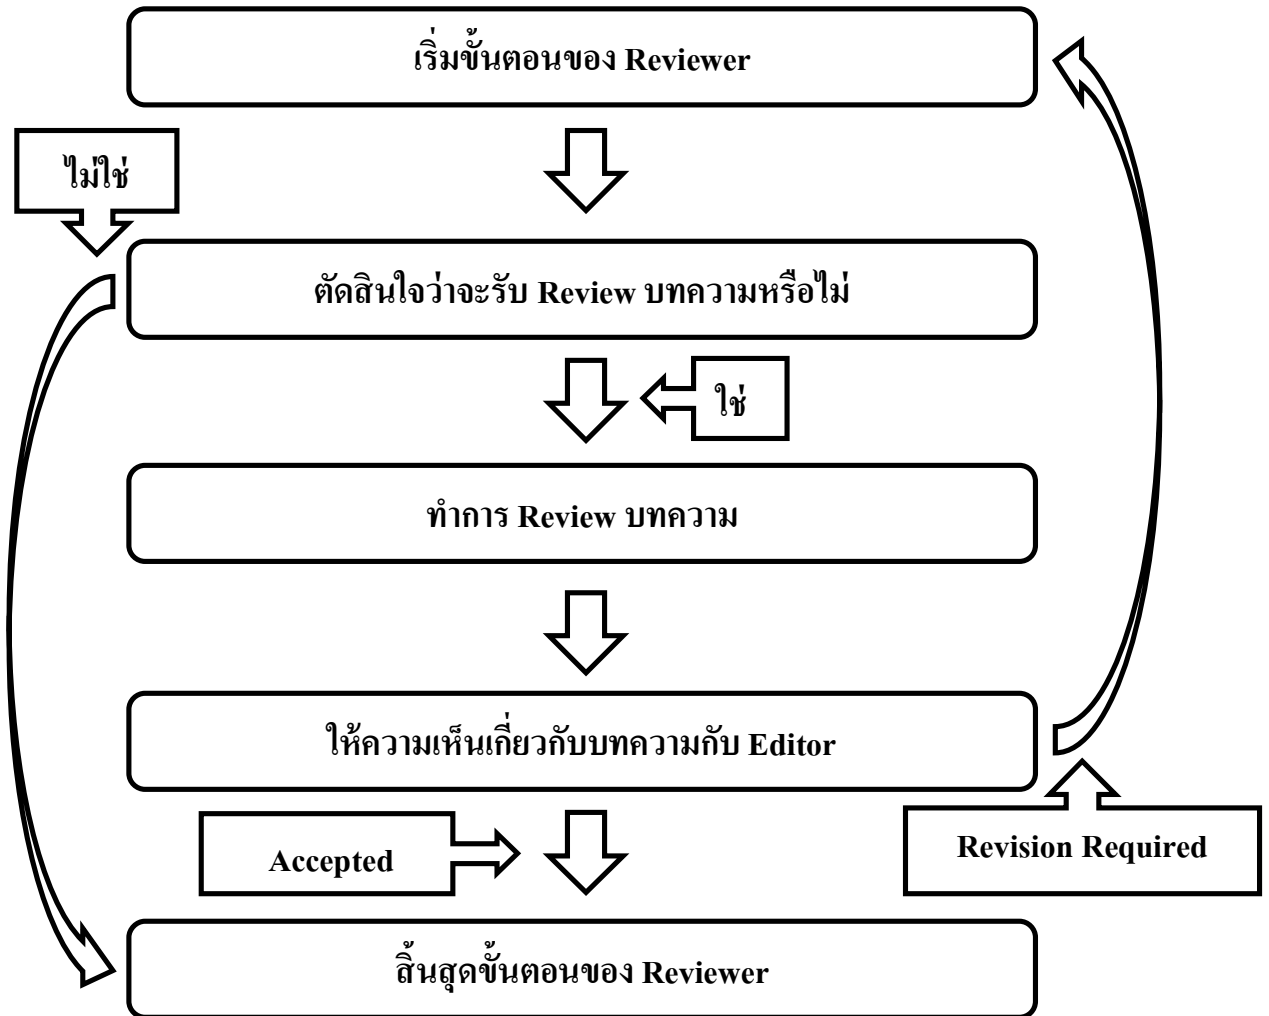 เริ่มขั้นตอนของ Reviewer
ไม่ใช่
ตัดสินใจว่าจะรับ Review บทความหรือไม่
ใช่
ทำการ Review บทความ
ให้ความเห็นเกี่ยวกับบทความกับ Editor
Accepted
Revision Required
สิ้นสุดขั้นตอนของ Reviewer